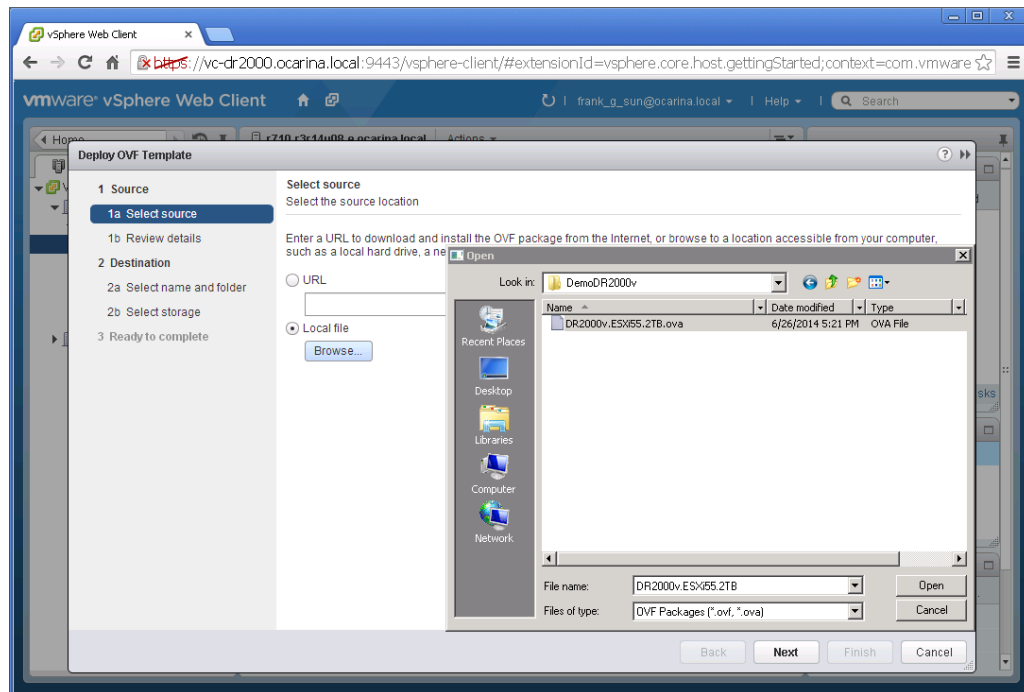 vSphere Web Client
https://vc-dr2000.ocarina.local:9443/vsphere-client/#extensionId=vsphere.core.host.gettingStarted;context=com.vmware
vmware® vSphere Web Client
frank_g_sun@ocarina.local
Help
Search
Home
r710.r3r14u08.e.ocarina.local
Actions
Deploy OVF Template
1 Source
1a Select source
1b Review details
2 Destination
2a Select name and folder
2b Select storage
3 Ready to complete
Select source
Select the source location
Enter a URL to download and install the OVF package from the Internet, or browse to a location accessible from your computer,
such as a local hard drive, a ne
URL
Local file
Browse...
Open
Look in:
DemoDR2000v
Name
Date modified
Type
DR2000v.ESXi55.2TB.ova
6/26/2014 5:21 PM
OVA File
Recent Places
Desktop
Libraries
Computer
Network
File name:
DR2000v.ESXi55.2TB
Open
Files of type:
OVF Packages (*.ovf, *.ova)
Cancel
Back
Next
Finish
Cancel